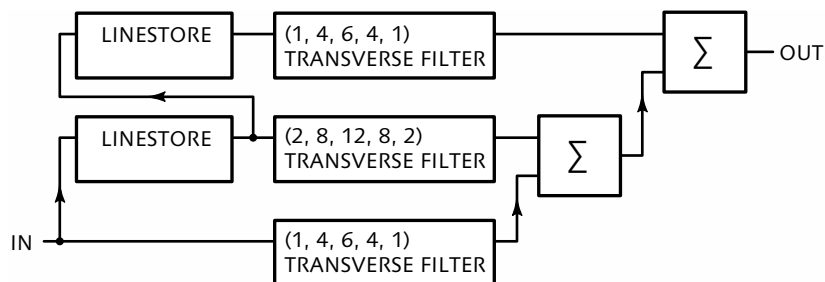 LINESTORE
(1, 4, 6, 4, 1)
TRANSVERSE FILTER
Σ
OUT
LINESTORE
(2, 8, 12, 8, 2)
TRANSVERSE FILTER
Σ
IN
(1, 4, 6, 4, 1)
TRANSVERSE FILTER